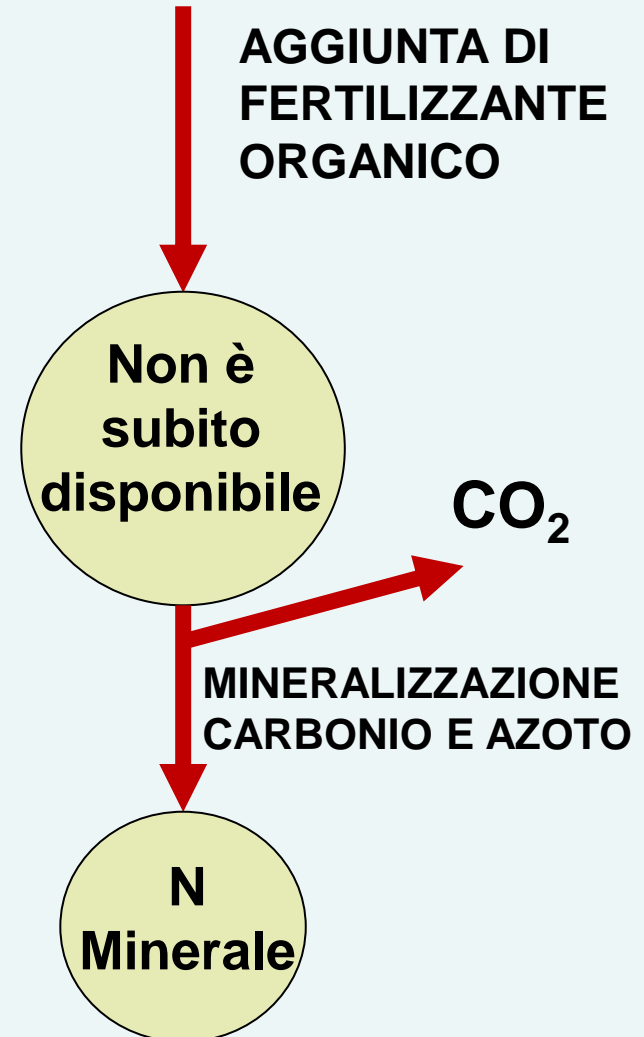 AGGIUNTA DI
FERTILIZZANTE
ORGANICO
Non è
subito
disponibile
CO₂
MINERALIZZAZIONE
CARBONIO E AZOTO
N
Minerale